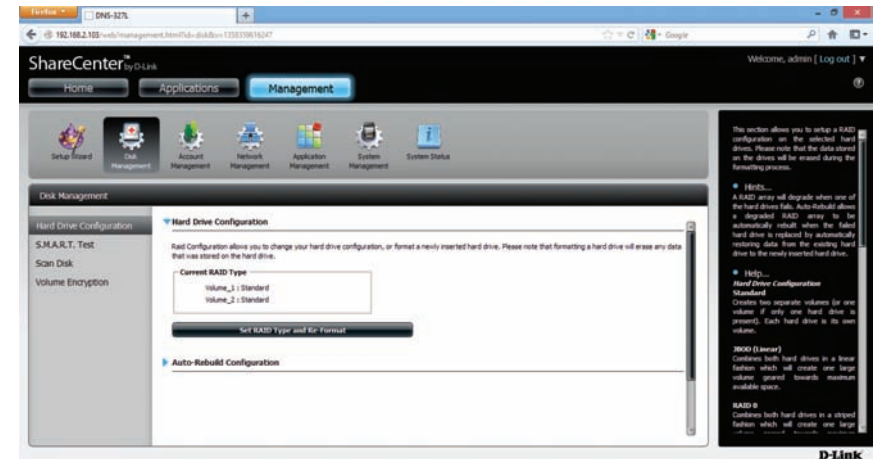 Firefox
DNS-327L
192.168.2.103/web/management.html?id=disk&v=1358319616247
Google
ShareCenter™ by D-Link
Welcome, admin [ Log out ]
Home
Applications
Management
Setup Wizard
Disk Management
Account Management
Network Management
Application Management
System Management
System Status
Disk Management
Hard Drive Configuration
S.M.A.R.T. Test
Scan Disk
Volume Encryption
Hard Drive Configuration
Raid Configuration allows you to change your hard drive configuration, or format a newly inserted hard drive. Please note that formatting a hard drive will erase any data
that was stored on the hard drive.
Current RAID Type
Volume_1 : Standard
Volume_2 : Standard
Set RAID Type and Re-Format
Auto-Rebuild Configuration
This section allows you to setup a RAID
configuration on the selected hard
drives. Please note that the data stored
on the drives will be erased during the
formatting process.
Hints...
A RAID array will degrade when one of
the hard drives fails. Auto-Rebuild allows
a degraded RAID array to be
automatically rebuilt when the failed
hard drive is replaced by automatically
restoring data from the existing hard
drive to the newly inserted hard drive.
Help...
Hard Drive Configuration
Standard
Creates two separate volumes (or one
volume if only one hard drive is
present). Each hard drive is its own
volume.
JBOD (Linear)
Combines both hard drives in a linear
fashion which will create one large
volume geared towards maximum
available space.
RAID 0
Combines both hard drives in a striped
fashion which will create one large
D-Link